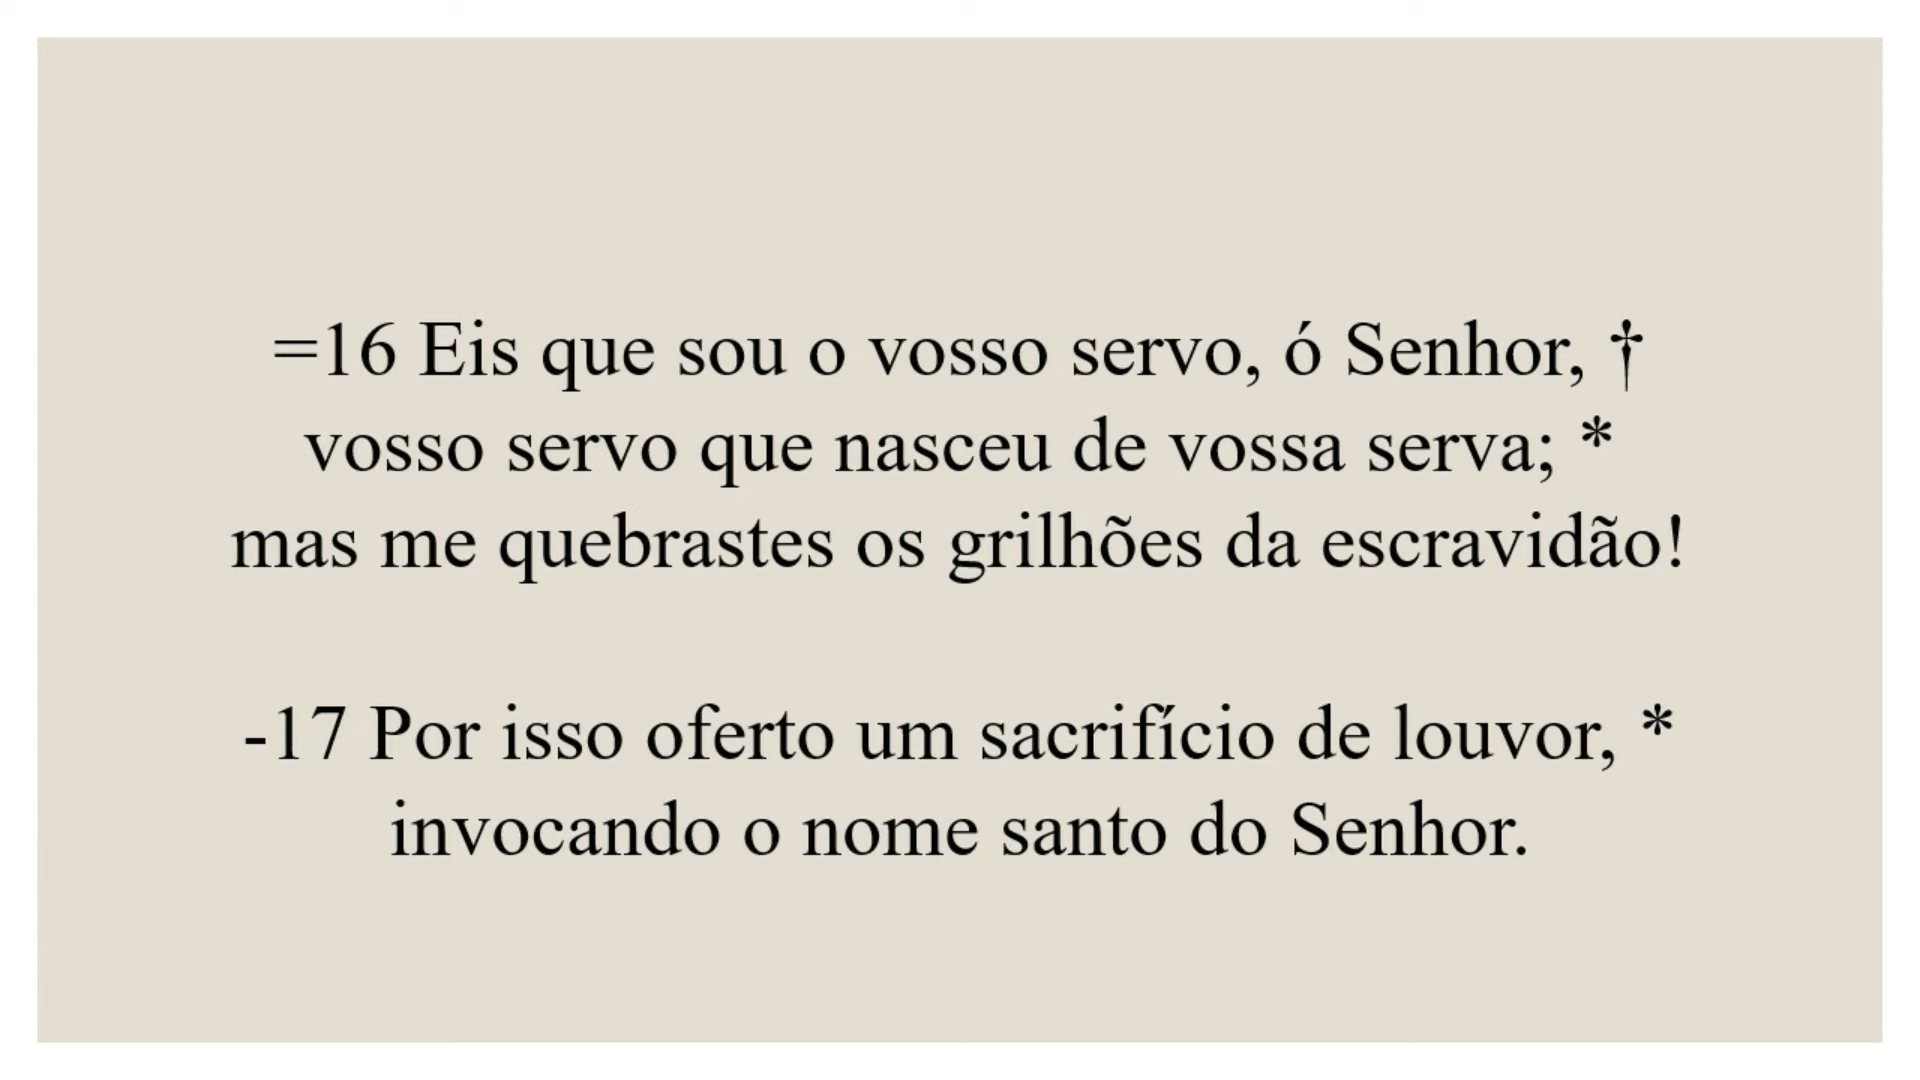 =16 Eis que sou o vosso servo, ó Senhor, †
vosso servo que nasceu de vossa serva; *
mas me quebrastes os grilhões da escravidão!
-17 Por isso oferto um sacrifício de louvor, *
invocando o nome santo do Senhor.